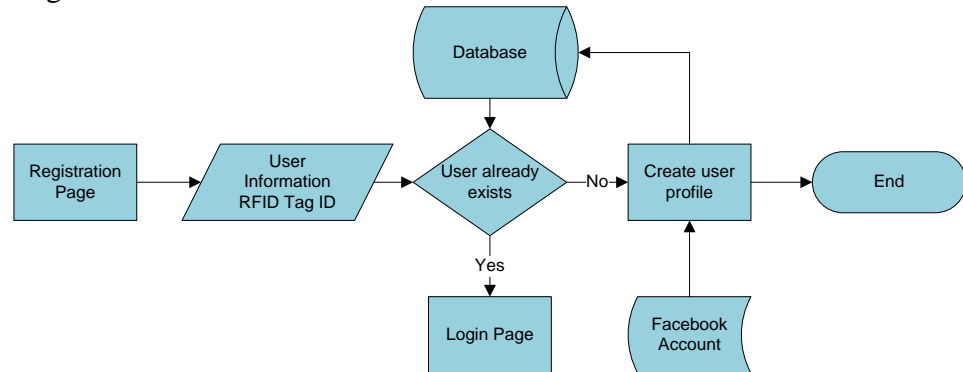 Database
Registration
Page
User
Information
RFID Tag ID
User already
exists
No
Create user
profile
End
Yes
Login Page
Facebook
Account